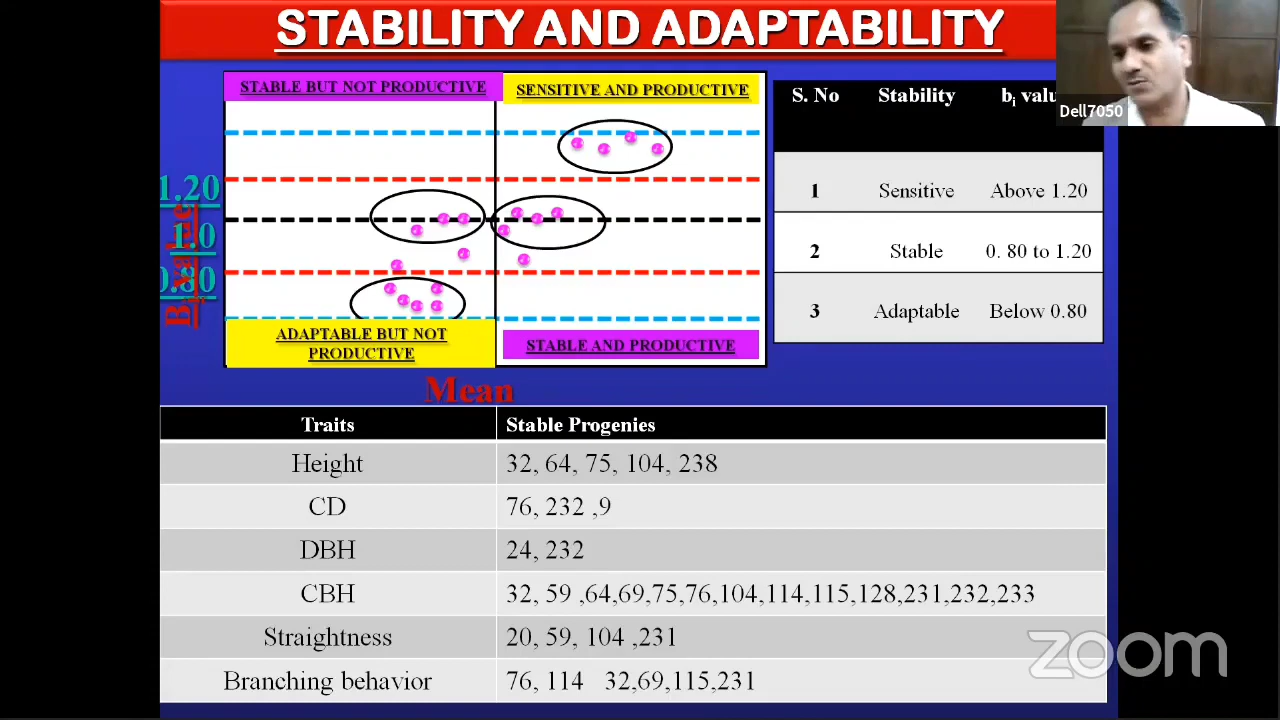 STABILITY AND ADAPTABILITY
STABLE BUT NOT PRODUCTIVE
SENSITIVE AND PRODUCTIVE
1.20
1.0
0.80
ADAPTABLE BUT NOT
PRODUCTIVE
STABLE AND PRODUCTIVE
Mean
S. No Stability bi
Dell7050
1 Sensitive Above 1.20
2 Stable 0. 80 to 1.20
3 Adaptable Below 0.80
Traits Stable Progenies
Height 32, 64, 75, 104, 238
CD 76, 232 ,9
DBH 24, 232
CBH 32, 59 ,64,69,75,76,104,114,115,128,231,232,233
Straightness 20, 59, 104 ,231
Branching behavior 76, 114 32,69,115,231
zoom